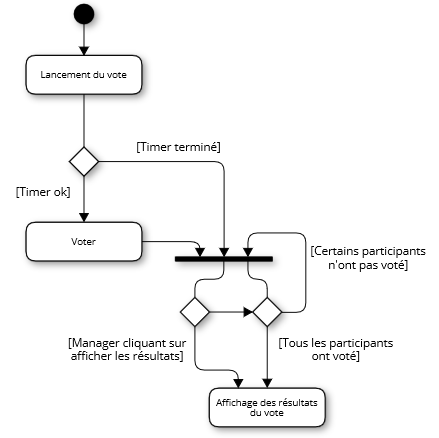 Lancement du vote
[Timer terminé]
[Timer ok]
Voter
[Certains participants
n'ont pas voté]
[Manager cliquant sur
afficher les résultats]
[Tous les participants
ont voté]
Affichage des résultats
du vote